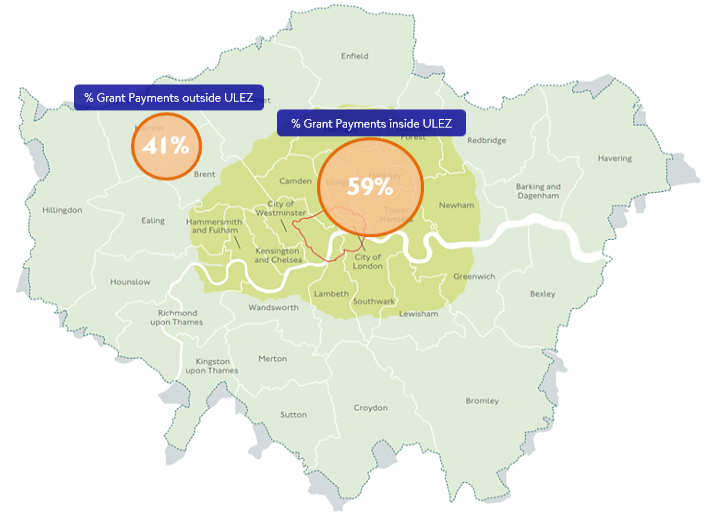 Enfield
% Grant Payments outside ULEZ
% Grant Payments inside ULEZ
41%
Forest
Redbridge
Havering
Brent
Camden
59%
Barking and
Dagenham
Hillingdon
City of
Westminster
Newham
Ealing
Hammersmith
and Fulham
Kensington
and Chelsea
City of
London
Greenwich
Hounslow
Lambeth
Southwark
Bexley
Richmond
upon Thames
Wandsworth
Lewisham
Kingston
upon Thames
Merton
Sutton
Croydon
Bromley